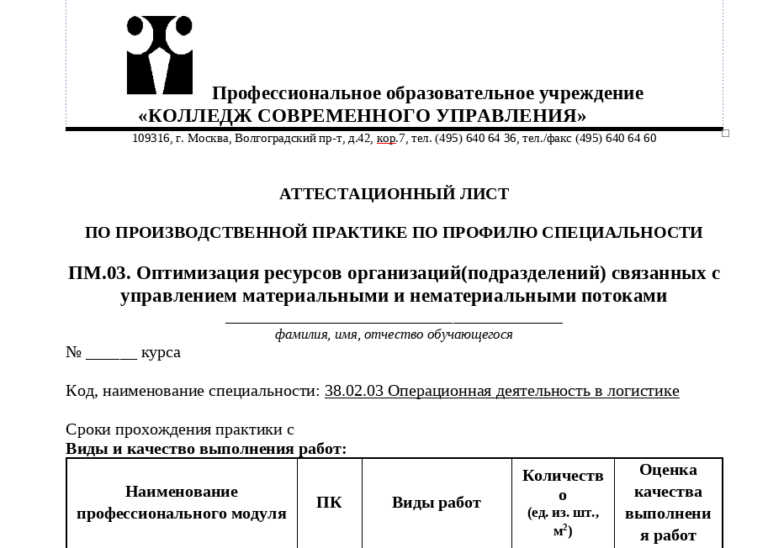 Профессиональное образовательное учреждение
«КОЛЛЕДЖ СОВРЕМЕННОГО УПРАВЛЕНИЯ»
109316, г. Москва, Волгоградский пр-т, д.42, кор.7, тел. (495) 640 64 36, тел./факс (495) 640 64 60
АТТЕСТАЦИОННЫЙ ЛИСТ
ПО ПРОИЗВОДСТВЕННОЙ ПРАКТИКЕ ПО ПРОФИЛЮ СПЕЦИАЛЬНОСТИ
ПМ.03. Оптимизация ресурсов организаций(подразделений) связанных с
управлением материальными и нематериальными потоками
фамилия, имя, отчество обучающегося
№ ______ курса
Код, наименование специальности: 38.02.03 Операционная деятельность в логистике
Сроки прохождения практики с
Виды и качество выполнения работ:
Наименование
профессионального модуля
ПК
Виды работ
Количеств
о
(ед. из. шт.,
м²)
Оценка
качества
выполнени
я работ